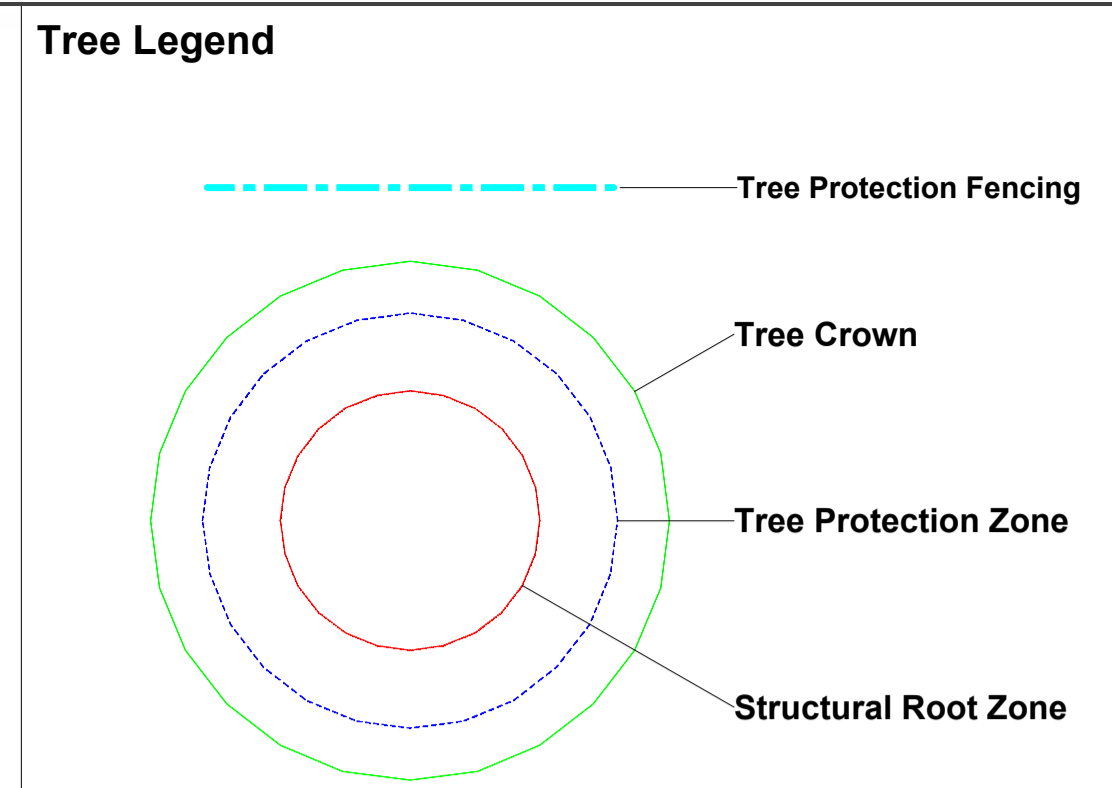 Tree Legend
Tree Protection Fencing
Tree Crown
Tree Protection Zone
Structural Root Zone